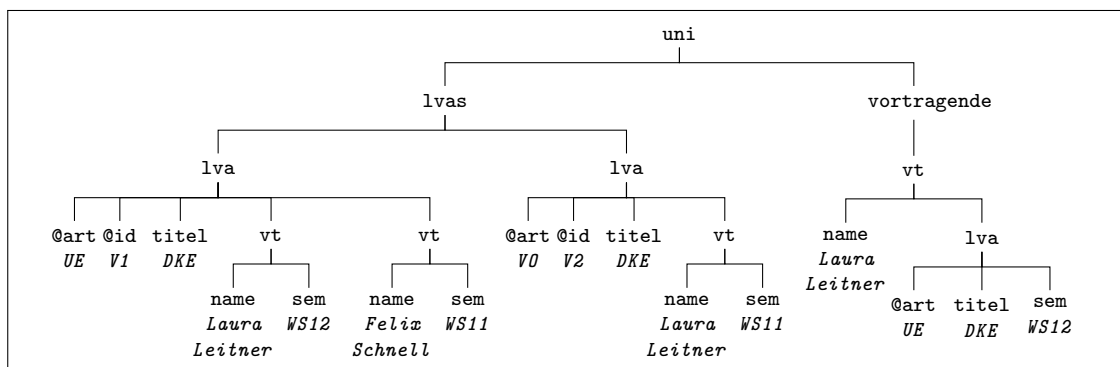 uni
lvas vortragende
lva lva vt
@art @id titel vt vt @art @id titel vt name lva
UE V1 DKE VO V2 DKE Laura
Leitner
name sem name sem name sem @art titel sem
Laura WS12 Felix WS11 Laura WS11 UE DKE WS12
Leitner Schnell Leitner